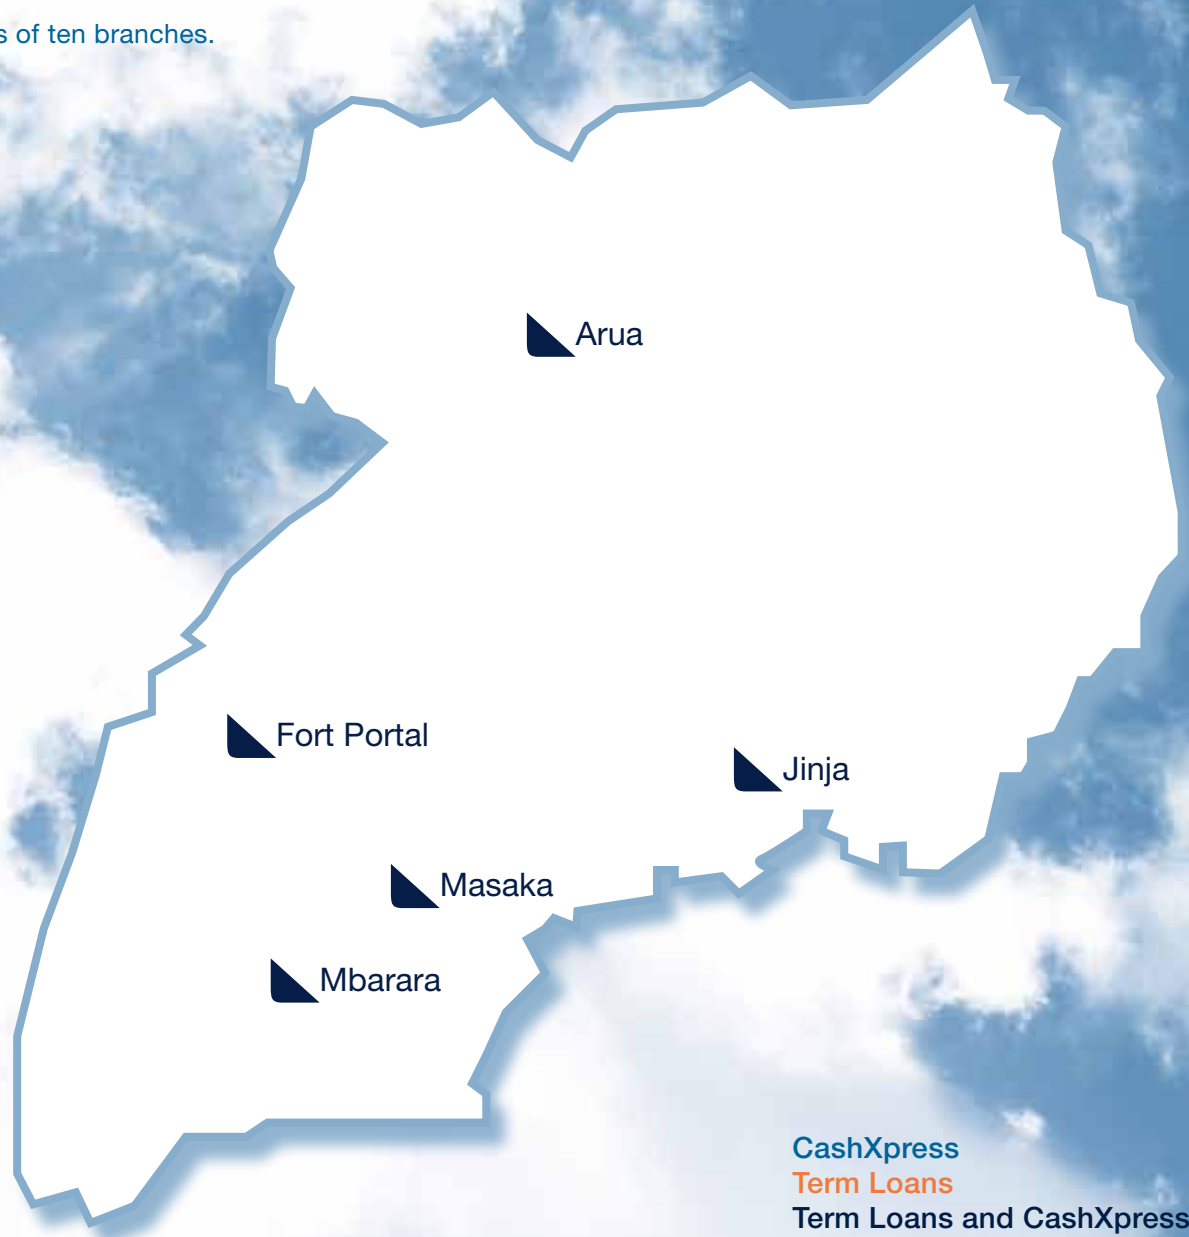 s of ten branches.
Arua
Fort Portal
Jinja
Masaka
Mbarara
CashXpress
Term Loans
Term Loans and CashXpress